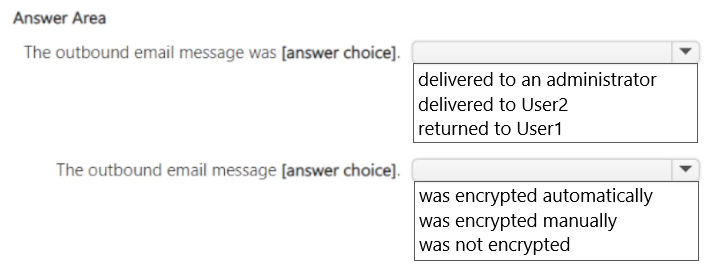 Answer Area
The outbound email message was [answer choice].
delivered to an administrator
delivered to User2
returned to User1
The outbound email message [answer choice].
was encrypted automatically
was encrypted manually
was not encrypted